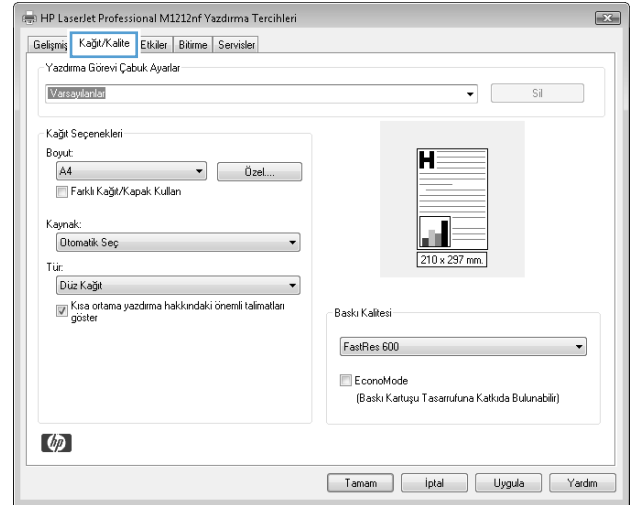 HP LaserJet Professional M1212nf Yazdırma Tercihleri
Gelişmiş Kağıt/Kalite Etkiler Bitirme Servisler
Yazdırma Görevi Çabuk Ayarlar
Varsayılanlar Sil
Kağıt Seçenekleri
Boyut:
A4 Özel....
Farklı Kağıt/Kapak Kullan
Kaynak:
Otomatik Seç
Tür:
Düz Kağıt
Kısa ortama yazdırma hakkındaki önemli talimatları
göster
H
210 x 297 mm.
Baskı Kalitesi
FastRes 600
EconoMode
(Baskı Kartuşu Tasarrufuna Katkıda Bulunabilir)
hp
Tamam İptal Uygula Yardım